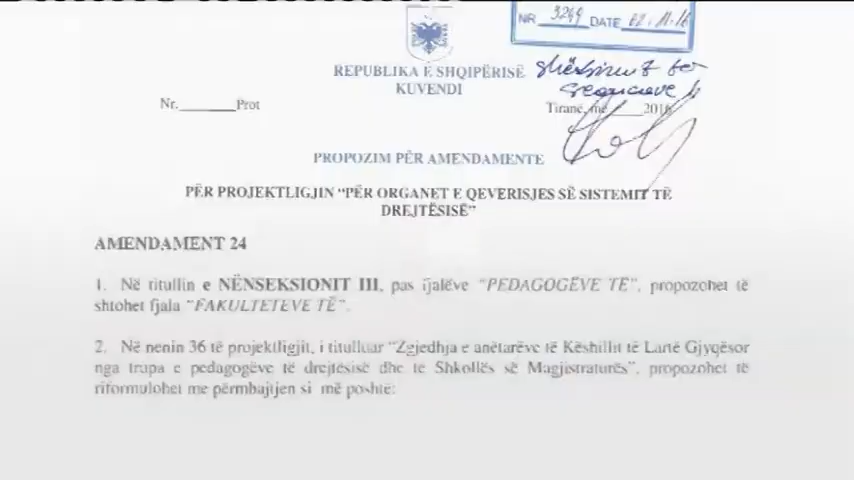 NR. 3299 DATE 02.11.16
REPUBLIKA E SHQIPËRISË
KUVENDI
Nr.______Prot
Tiranë, më ____2016
PROPOZIM PËR AMENDAMENTE
PËR PROJEKTLIGJIN “PËR ORGANET E QEVERISJES SË SISTEMIT TË
DREJTËSISË”
AMENDAMENT 24
1. Në titullin e NËNSEKSIONIT III, pas fjalëve “PEDAGOGËVE TË”, propozohet të
shtohet fjala “FAKULTETEVE TË”.
2. Në nenin 36 të projektligjit, i titulluar “Zgjedhja e anëtarëve të Këshillit të Lartë Gjyqësor
nga trupa e pedagogëve të drejtësisë dhe të Shkollës së Magjistraturës”, propozohet të
riformulohet me përmbajtjen si më poshtë: